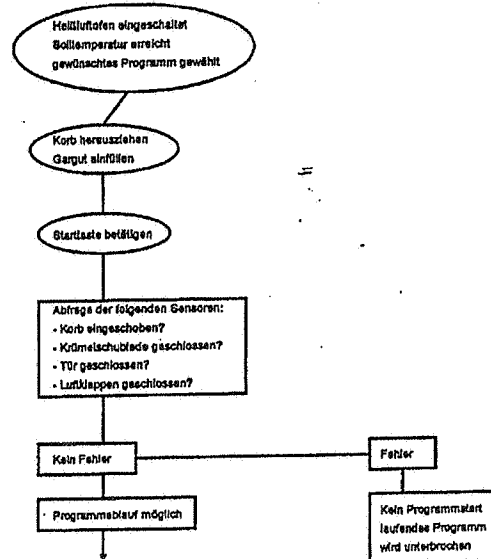 Heißluftofen eingeschaltet
Solltemperatur erreicht
gewünschtes Programm gewählt
Korb herausziehen
Gargut einfüllen
Starttaste betätigen
Abfrage der folgenden Sensoren:
- Korb eingeschoben?
- Krümelschublade geschlossen?
- Tür geschlossen?
- Luftklappen geschlossen?
Kein Fehler
Fehler
Programmablauf möglich
Kein Programmstart
laufendes Programm
wird unterbrochen